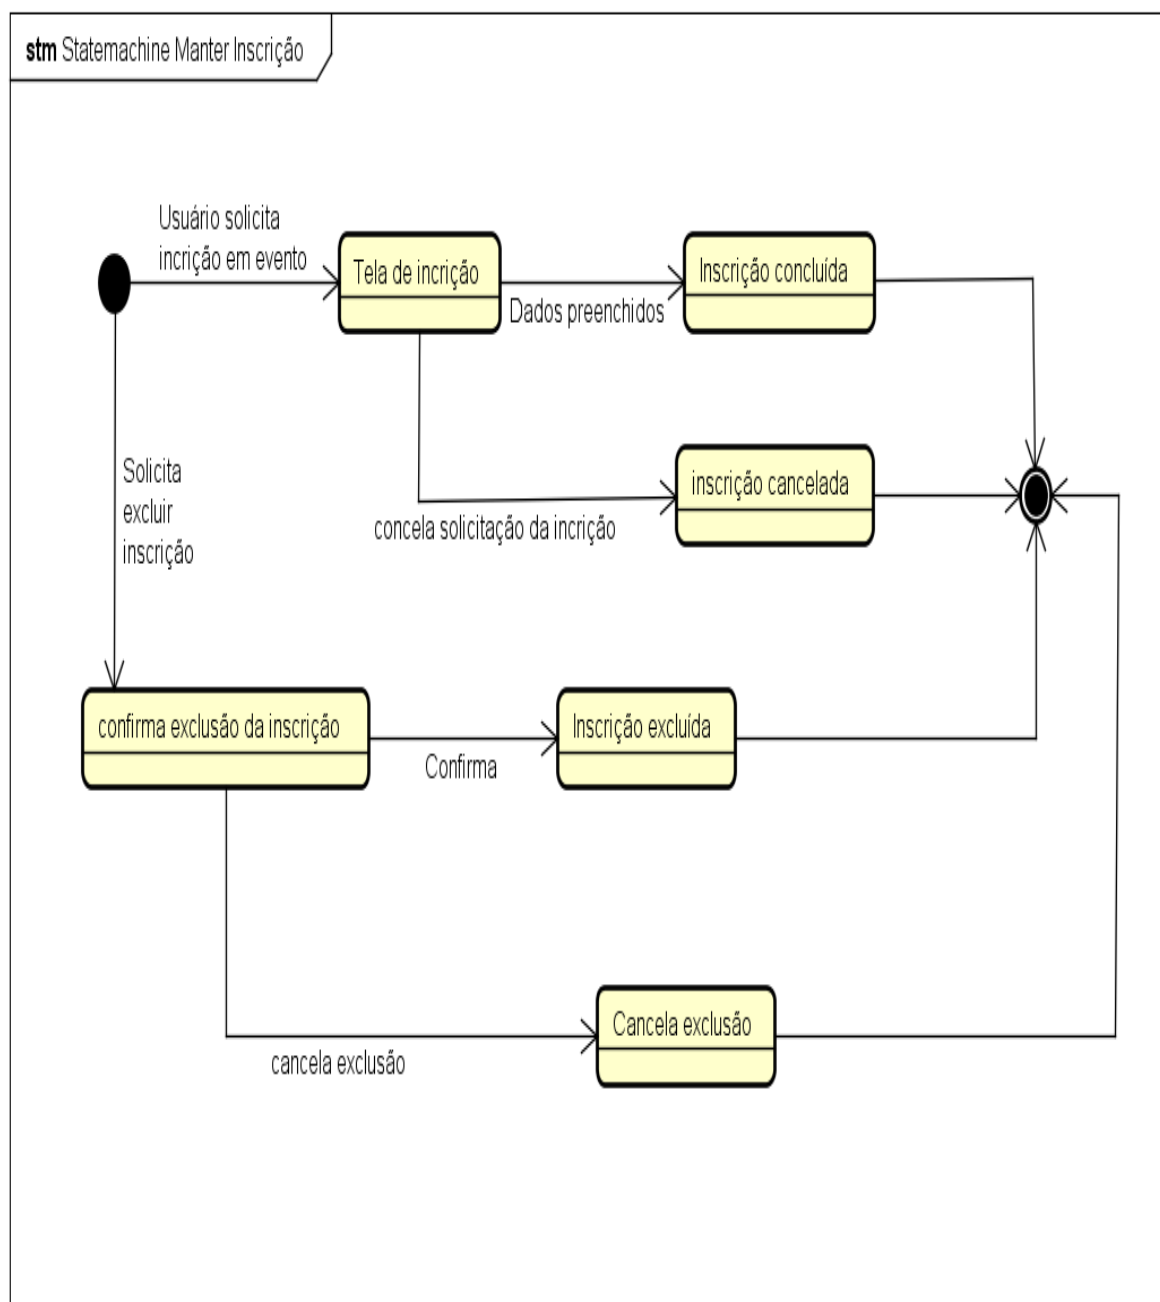 stm Statemachine Manter Inscrição
Usuário solicita
incrição em evento
Tela de incrição
Dados preenchidos
Inscrição concluída
Solicita
excluir
inscrição
concela solicitação da incrição
inscrição cancelada
confirma exclusão da inscrição
Confirma
Inscrição excluída
cancela exclusão
Cancela exclusão